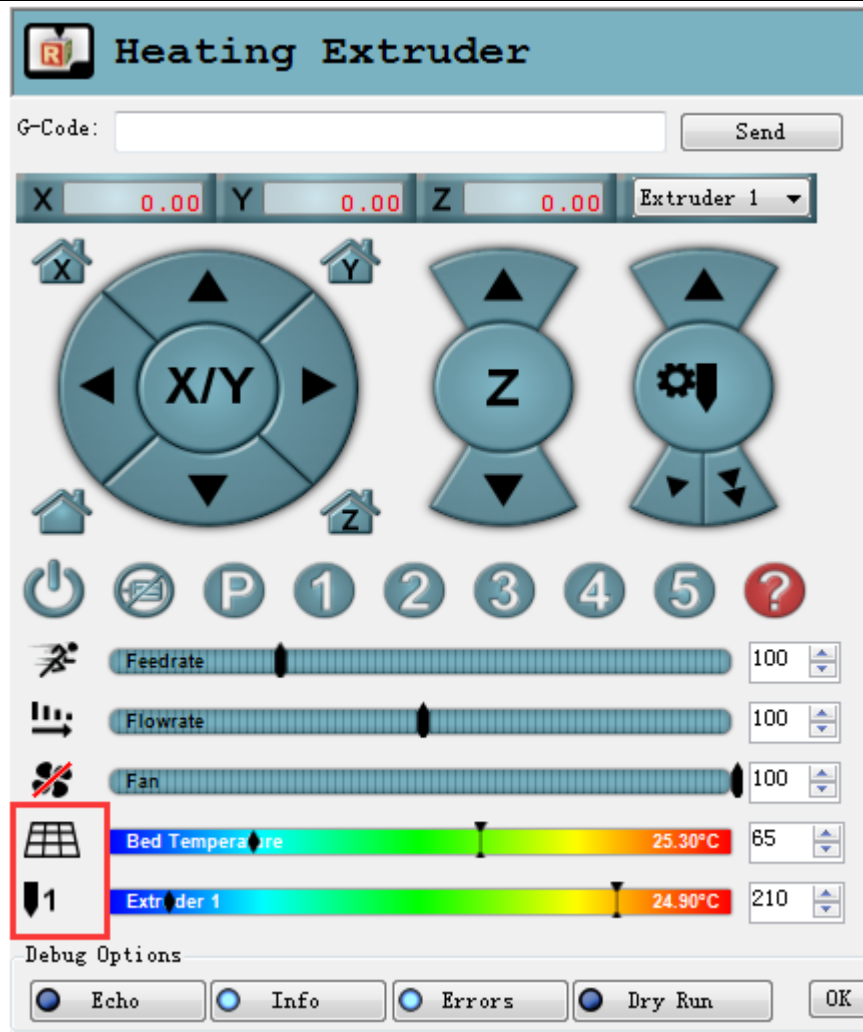 R Heating Extruder
G-Code: Send
X 0.00 Y 0.00 Z 0.00 Extruder 1
X Y
X/Y Z
Z
P 1 2 3 4 5 ?
Feedrate 100
Flowrate 100
Fan 100
Bed Temperature 25.30°C 65
1 Extruder 1 24.90°C 210
Debug Options
Echo Info Errors Dry Run OK